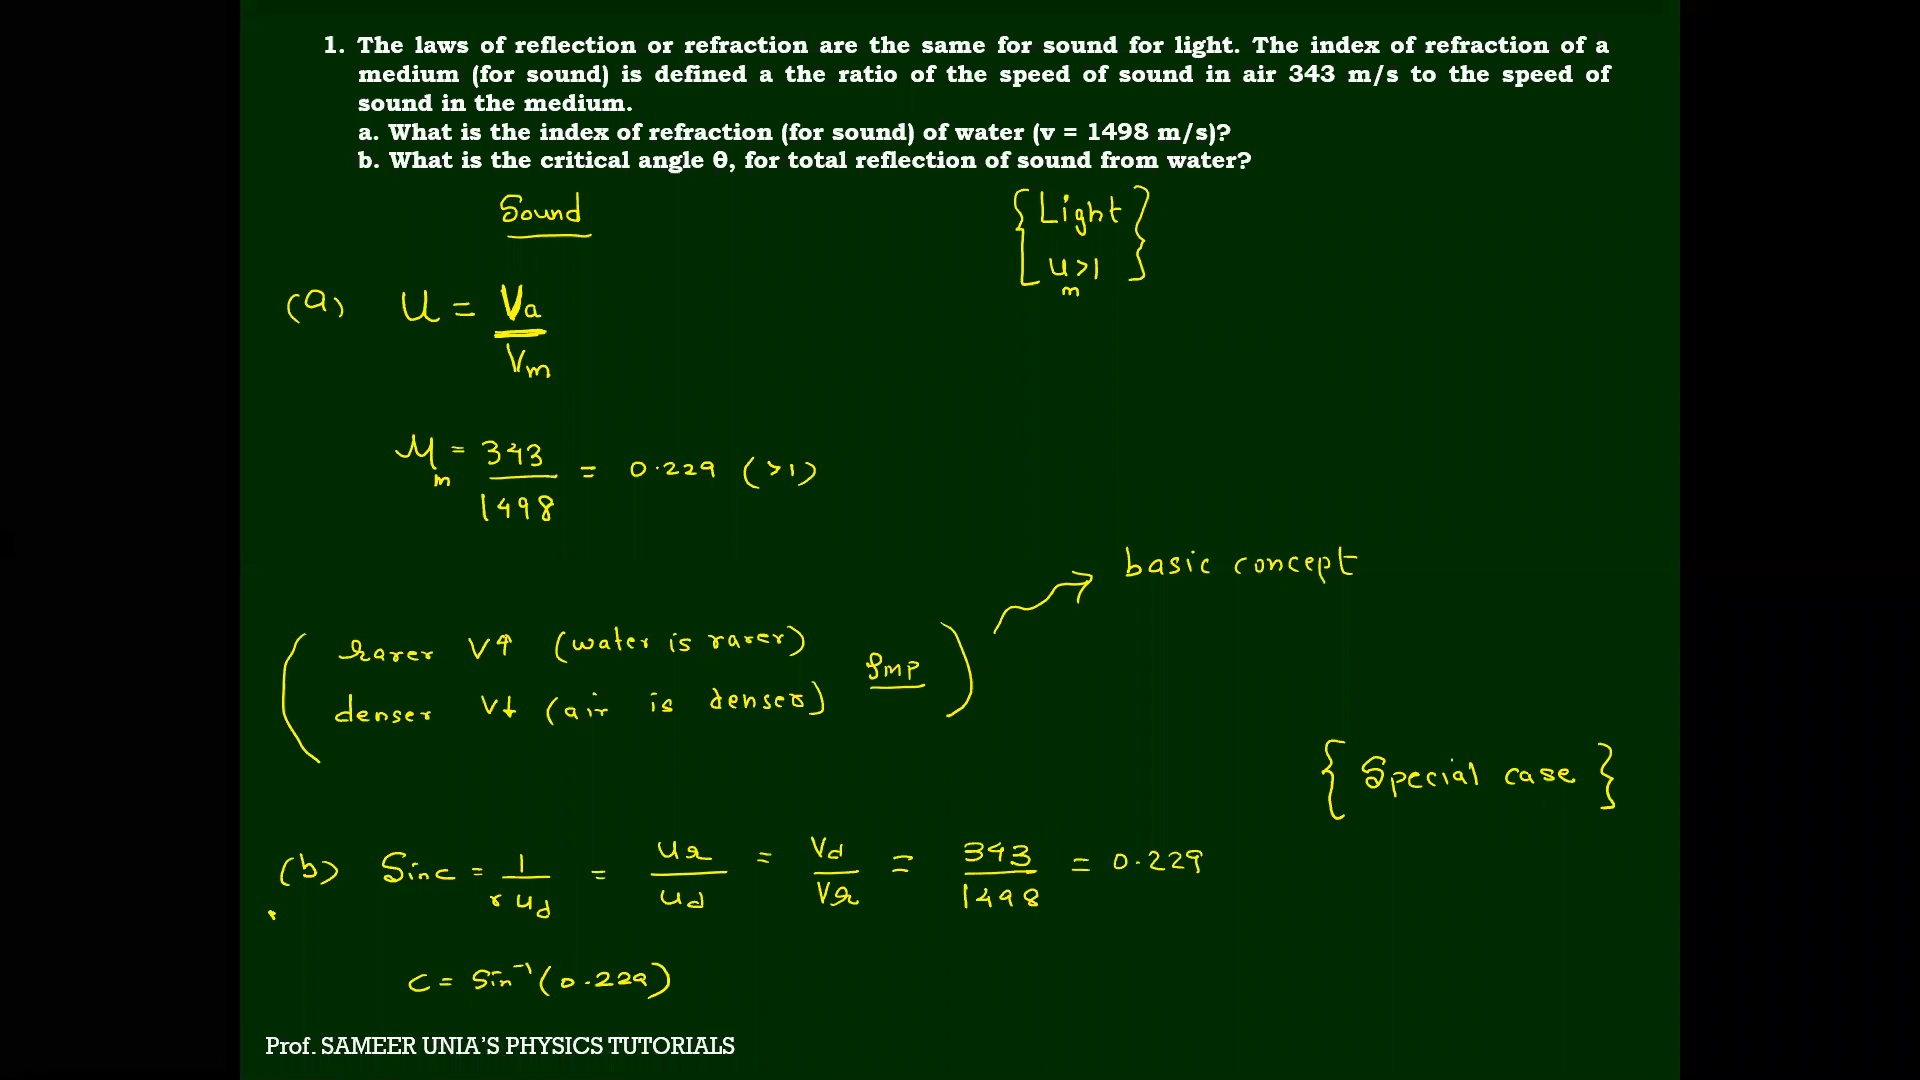 1. The laws of reflection or refraction are the same for sound for light. The index of refraction of a
medium (for sound) is defined a the ratio of the speed of sound in air 343 m/s to the speed of
sound in the medium.
a. What is the index of refraction (for sound) of water (v = 1498 m/s)?
b. What is the critical angle θ, for total reflection of sound from water?
Sound
{Light}
u>1
m
(a) u = Va
Vm
μm = 343
1498
= 0.229 (>1)
basic concept
rarer V↑ (water is rarer)
denser V↓ (air is denser)
Imp
{Special case}
(b) Sinc = 1/rud = ur/ud = Vd/Vr = 343/1498 = 0.229
c = Sin⁻¹(0.229)
Prof. SAMEER UNIA'S PHYSICS TUTORIALS